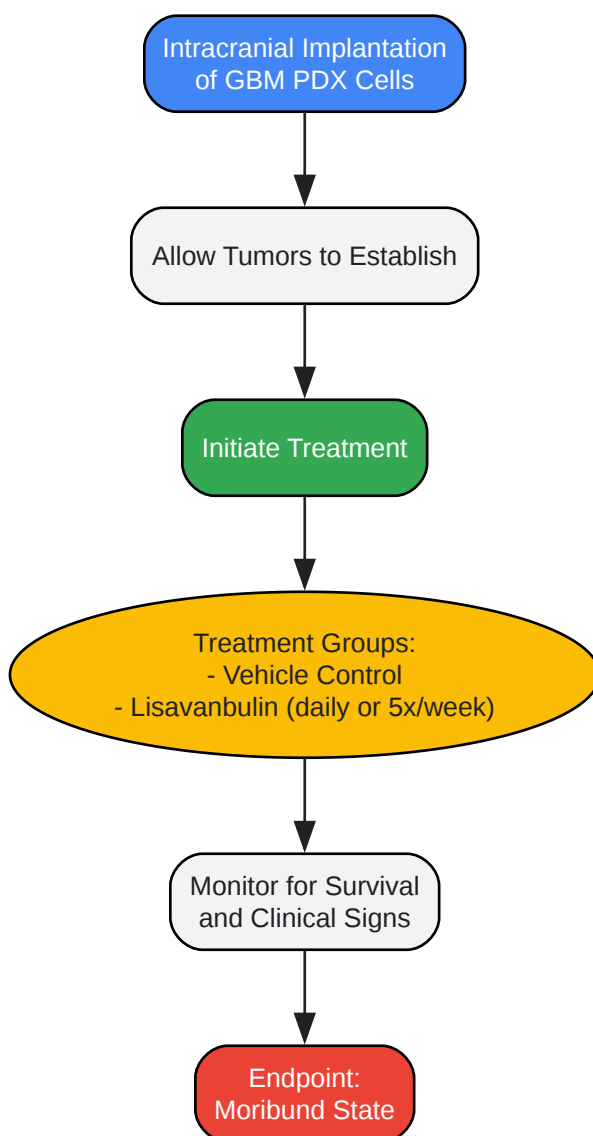 Intracranial Implantation
of GBM PDX Cells
Allow Tumors to Establish
Initiate Treatment
Treatment Groups:
- Vehicle Control
- Lisavanbulin (daily or 5x/week)
Monitor for Survival
and Clinical Signs
Endpoint:
Moribund State